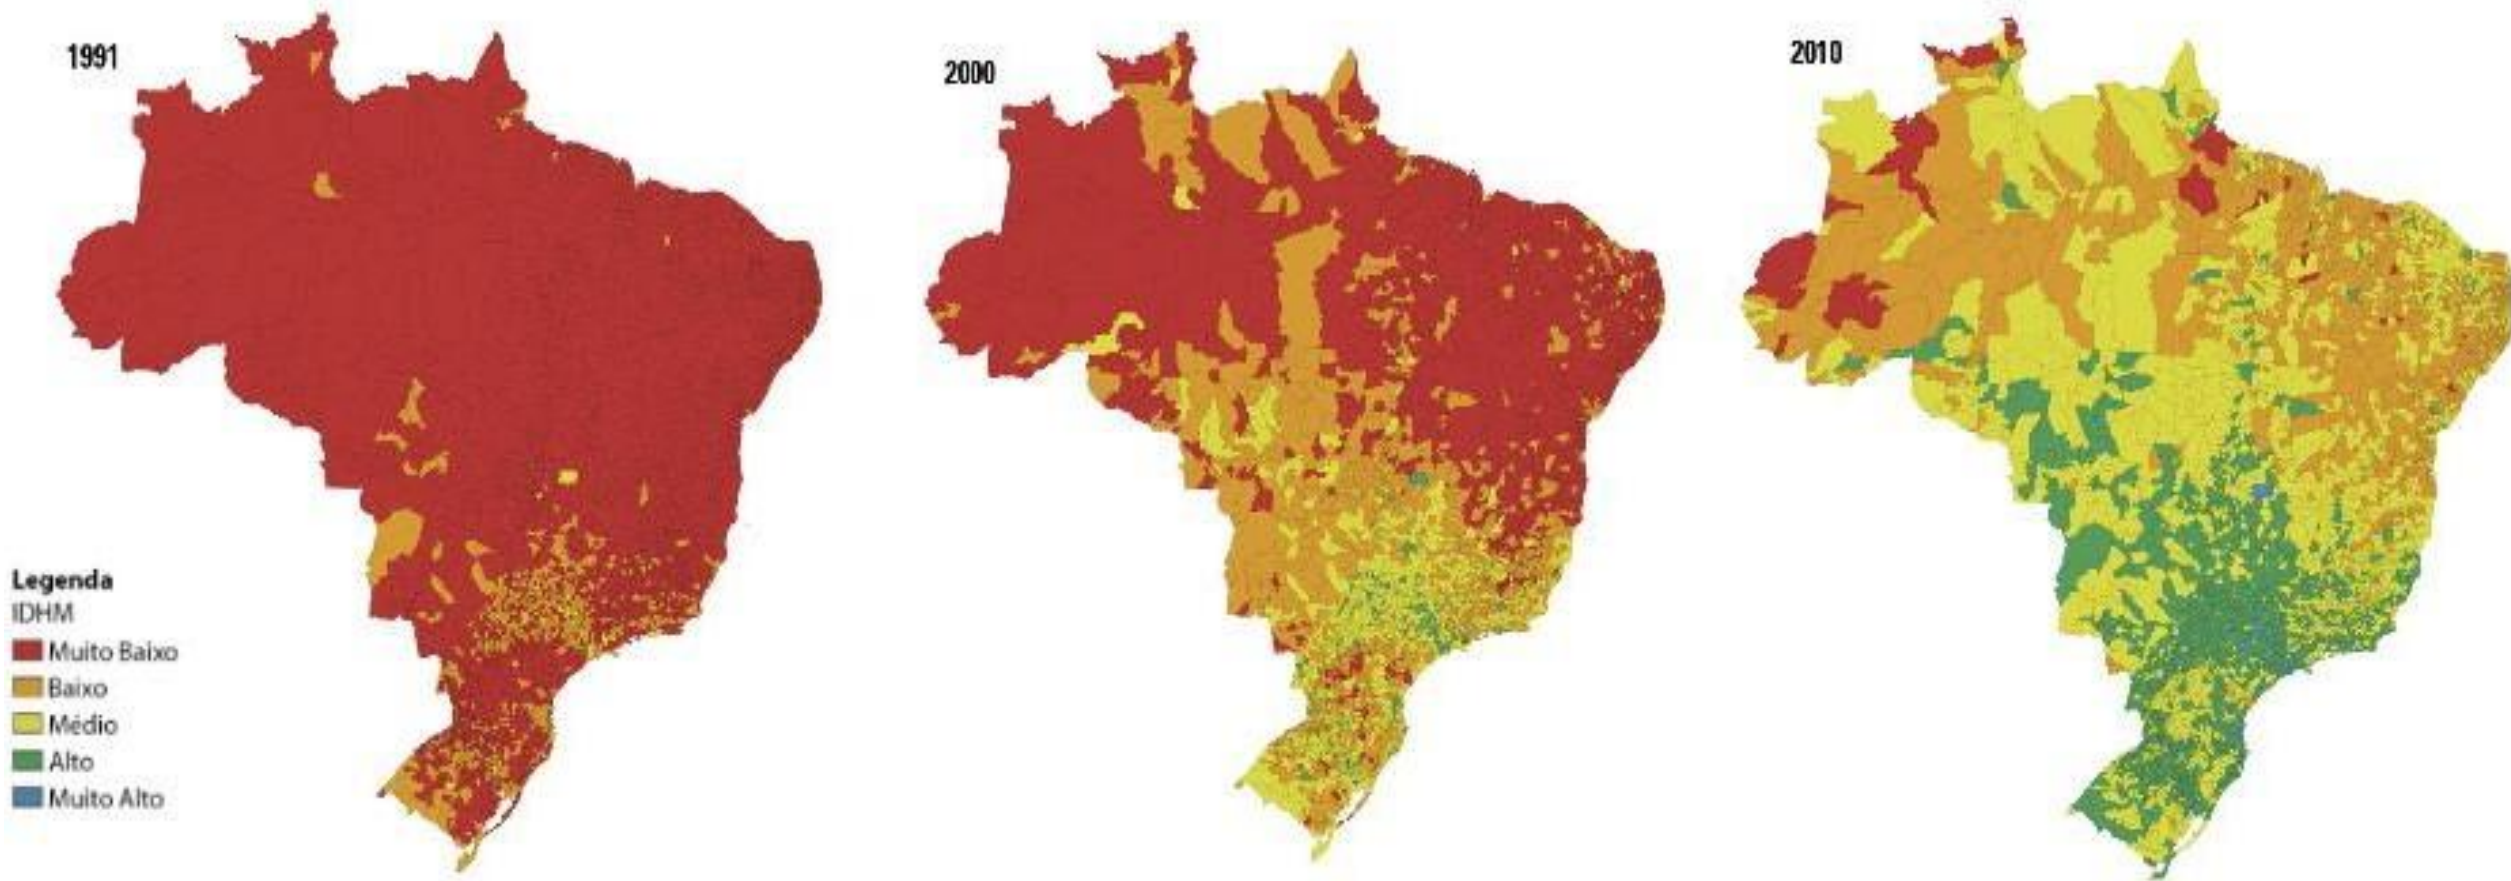 1991
2000
2010
Legenda
IDHM
Muito Baixo
Baixo
Médio
Alto
Muito Alto